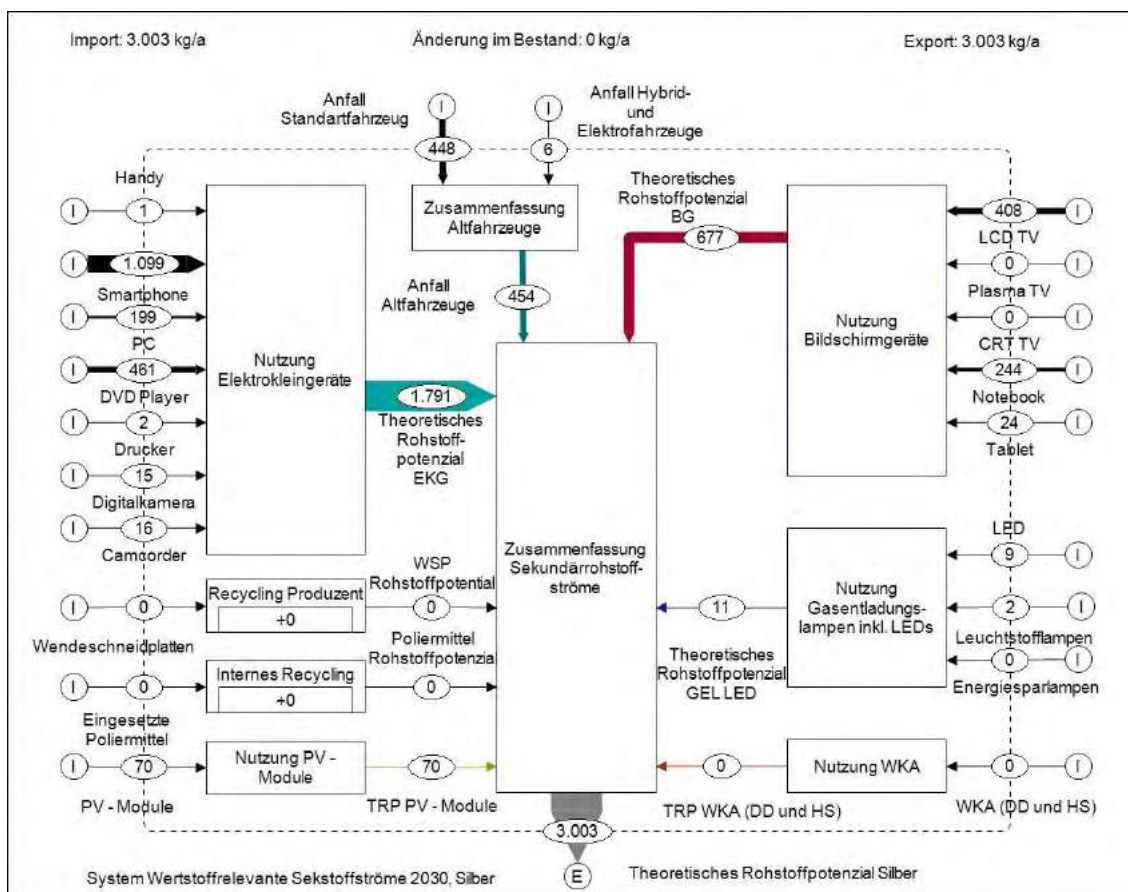 Import: 3.003 kg/a
Änderung im Bestand: 0 kg/a
Export: 3.003 kg/a
Anfall
Standartfahrzeug
I
448
I
6
Anfall Hybrid-
und
Elektrofahrzeuge
Zusammenfassung
Altfahrzeuge
Anfall
Altfahrzeuge
454
Theoretisches
Rohstoffpotenzial
BG
677
Handy
I
1
I
1.099
Smartphone
I
199
PC
I
461
DVD Player
I
2
Drucker
I
15
Digitalkamera
I
16
Camcorder
Nutzung
Elektrokleingeräte
1.791
Theoretisches
Rohstoff-
potenzial
EKG
408
I
LCD TV
0
I
Plasma TV
0
I
CRT TV
244
I
Notebook
24
I
Tablet
Nutzung
Bildschirmgeräte
Zusammenfassung
Sekundärrohstoff-
ströme
I
0
Wendeschneidplatten
Recycling Produzent
+0
WSP
Rohstoffpotential
0
I
0
Eingesetzte
Poliermittel
Internes Recycling
+0
Poliermittel
Rohstoffpotenzial
0
I
70
PV - Module
Nutzung PV -
Module
70
TRP PV - Module
LED
9
I
2
I
Leuchtstofflampen
0
I
Energiesparlampen
Nutzung
Gasentladungs-
lampen inkl. LEDs
11
Theoretisches
Rohstoffpotenzial
GEL LED
0
TRP WKA (DD und HS)
Nutzung WKA
0
I
WKA (DD und HS)
3.003
E
System Wertstoffrelevante Sekstoffströme 2030, Silber
Theoretisches Rohstoffpotenzial Silber